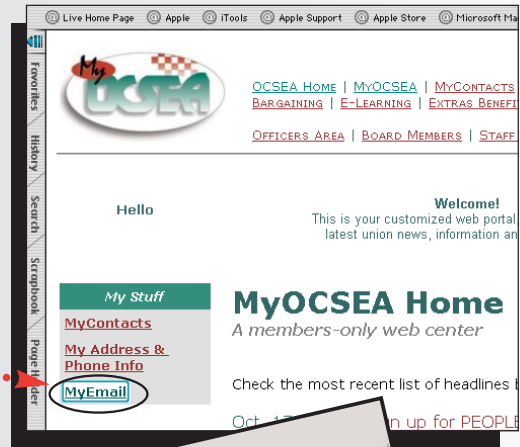 Live Home Page Apple iTools Apple Support Apple Store Microsoft Ma
Favorites
History
Search
Scrapbook
Page Holder
My
OCSEA
OCSEA HOME | MYOCSEA | MYCONTACTS
BARGAINING | E-LEARNING | EXTRAS BENEFI
OFFICERS AREA | BOARD MEMBERS | STAFF
Hello
Welcome!
This is your customized web portal
latest union news, information an
My Stuff
MyContacts
My Address &
Phone Info
MyEmail
MyOCSEA Home
A members-only web center
Check the most recent list of headlines
Oct. 17 n up for PEOPLE